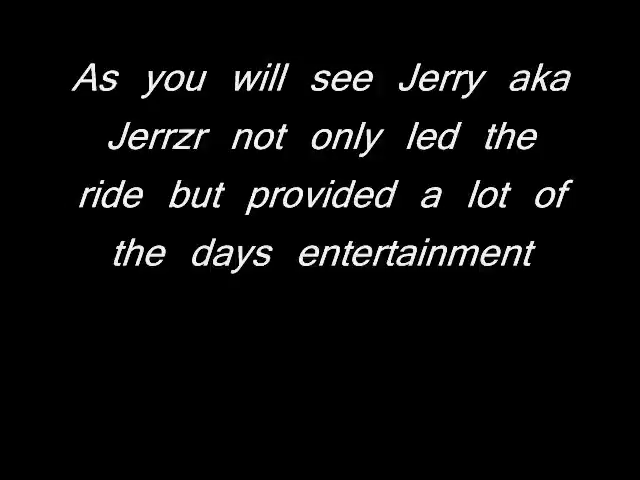 As you will see Jerry aka
Jerrzr not only led the
ride but provided a lot of
the days entertainment